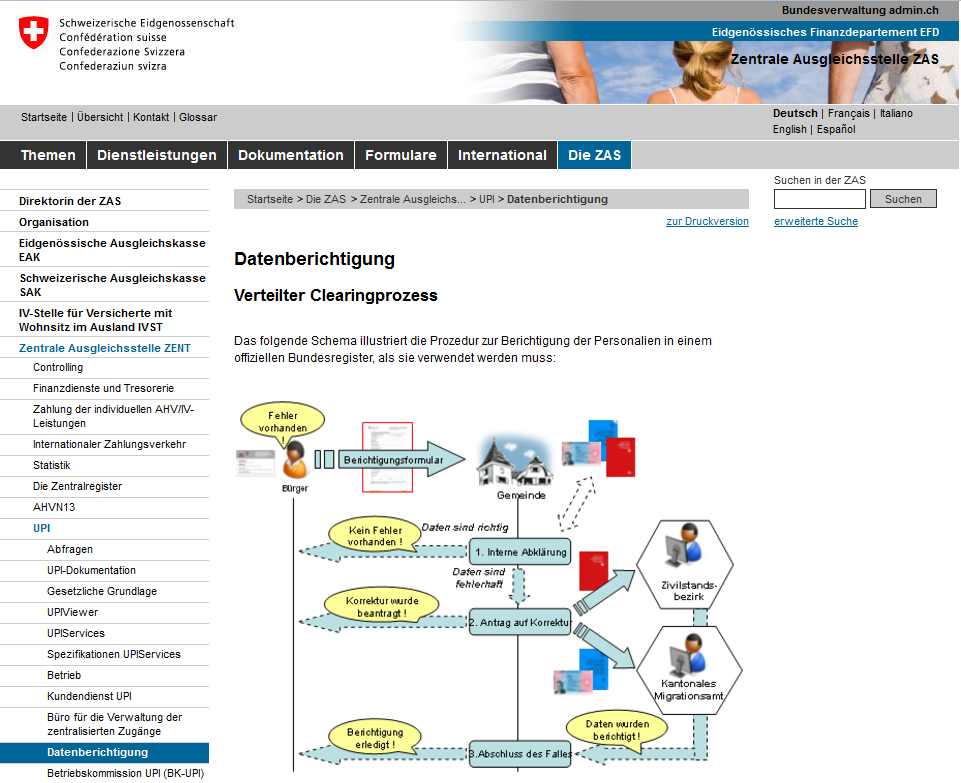 Bundesverwaltung admin.ch
Schweizerische Eidgenossenschaft
Confédération suisse
Confederazione Svizzera
Confederaziun svizra
Eidgenössisches Finanzdepartement EFD
Zentrale Ausgleichsstelle ZAS
Startseite | Übersicht | Kontakt | Glossar
Deutsch | Français | Italiano
English | Español
Themen
Dienstleistungen
Dokumentation
Formulare
International
Die ZAS
Direktorin der ZAS
Organisation
Eidgenössische Ausgleichskasse
EAK
Schweizerische Ausgleichskasse
SAK
IV-Stelle für Versicherte mit
Wohnsitz im Ausland IVST
Zentrale Ausgleichsstelle ZENT
Controlling
Finanzdienste und Tresorerie
Zahlung der individuellen AHV/IV-
Leistungen
Internationaler Zahlungsverkehr
Statistik
Die Zentralregister
AHVN13
UPI
Abfragen
UPI-Dokumentation
Gesetzliche Grundlage
UPIViewer
UPIServices
Spezifikationen UPIServices
Betrieb
Kundendienst UPI
Büro für die Verwaltung der
zentralisierten Zugänge
Datenberichtigung
Betriebskommission UPI (BK-UPI)
Startseite > Die ZAS > Zentrale Ausgleichs... > UPI > Datenberichtigung
zur Druckversion
Suchen in der ZAS
Suchen
erweiterte Suche
Datenberichtigung
Verteilter Clearingprozess
Das folgende Schema illustriert die Prozedur zur Berichtigung der Personalien in einem
offiziellen Bundesregister, als sie verwendet werden muss:
Fehler
vorhanden
!
Bürger
Berichtigungsformular
Gemeinde
Kein Fehler
vorhanden !
Daten sind richtig
1. Interne Abklärung
Daten sind
fehlerhaft
Zivilstands-
bezirk
Korrektur wurde
beantragt !
2. Antrag auf Korrektur
Kantonales
Migrationsamt
Daten wurden
berichtigt !
Berichtigung
erledigt !
3.Abschluss des Falles